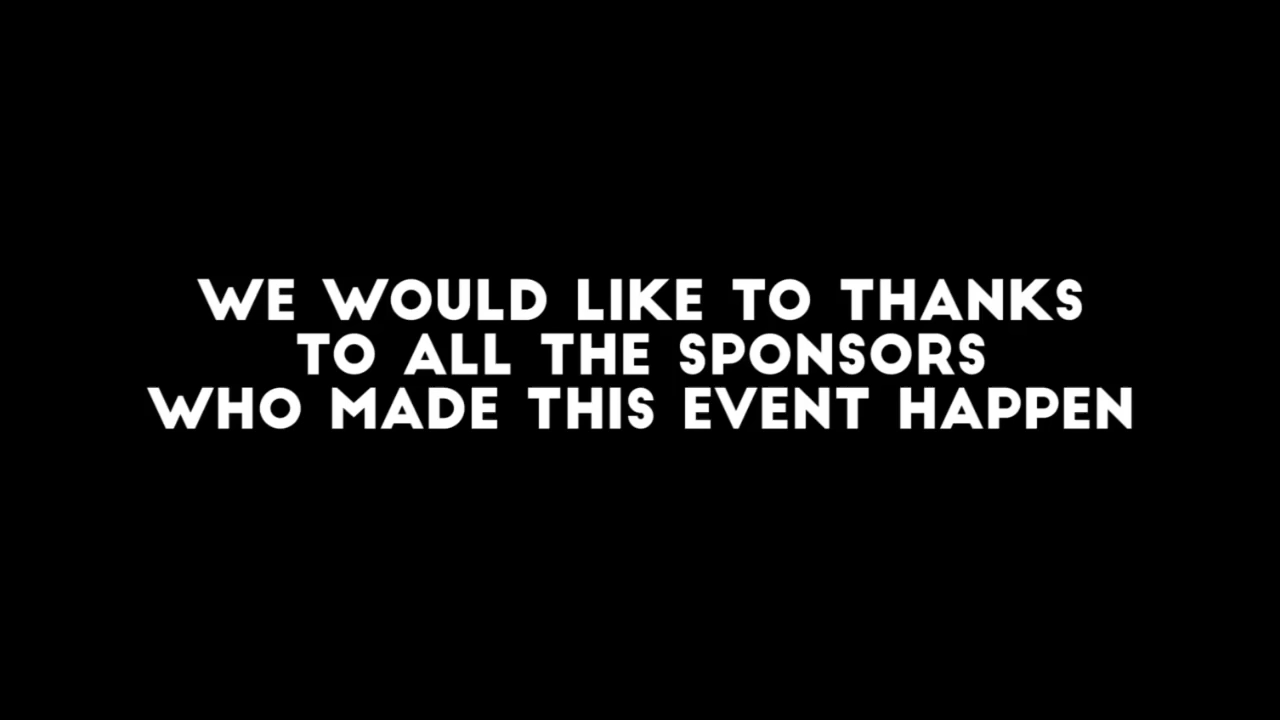 WE WOULD LIKE TO THANKS
TO ALL THE SPONSORS
WHO MADE THIS EVENT HAPPEN